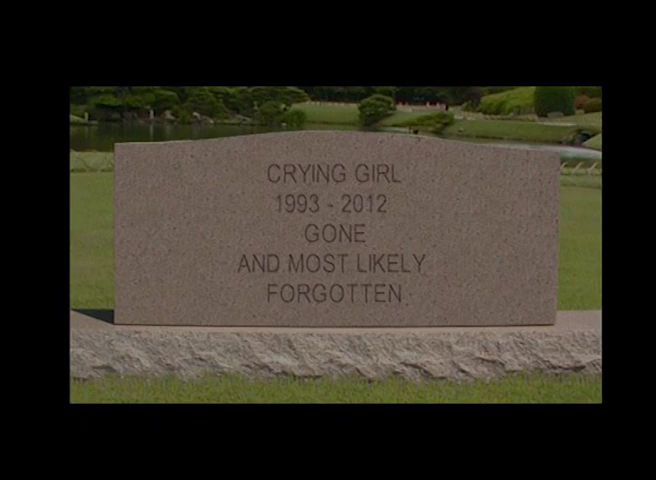 CRYING GIRL
1993 - 2012
GONE
AND MOST LIKELY
FORGOTTEN